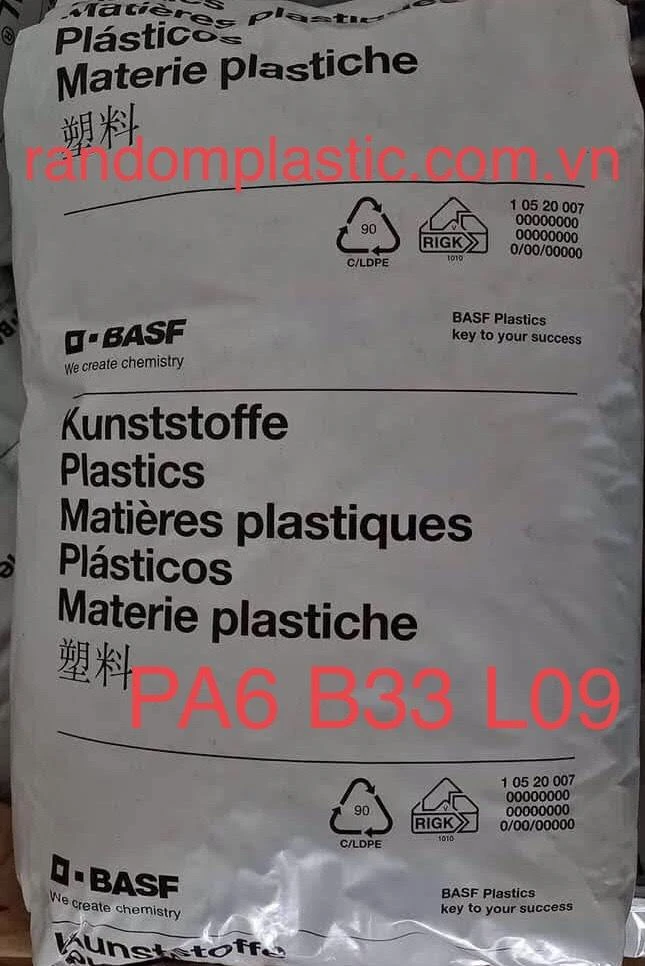 Matières plastiques
Plásticos
Materie plastiche
塑料
randomplastic.com.vn
90
C/LDPE
RIGK
1010
1 05 20 007
00000000
00000000
0/00/00000
BASF
We create chemistry
BASF Plastics
key to your success
Kunststoffe
Plastics
Matières plastiques
Plásticos
Materie plastiche
塑料
PA6 B33 L09
90
C/LDPE
RIGK
1010
1 05 20 007
00000000
00000000
0/00/00000
BASF
We create chemistry
BASF Plastics
key to your success
Kunststoffe